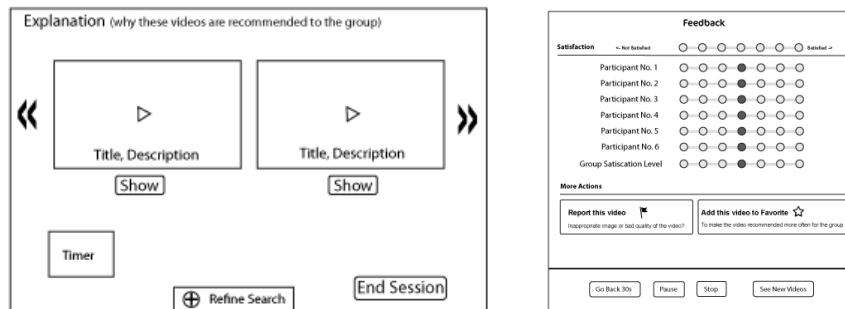 Explanation (why these videos are recommended to the group)
Title, Description
Title, Description
Show
Show
Timer
Refine Search
End Session
Feedback
Satisfaction <- Not Satisfied Satisfied ->
Participant No. 1
Participant No. 2
Participant No. 3
Participant No. 4
Participant No. 5
Participant No. 6
Group Satiscation Level
More Actions
Report this video
Inappropriate image or bad quality of the video?
Add this video to Favorite
To make the video recommended more often for the group
Go Back 30s
Pause
Stop
See New Videos